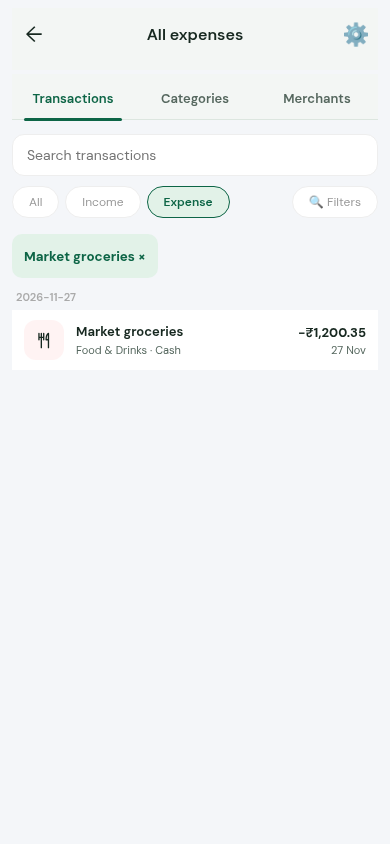 All expenses
Transactions
Categories
Merchants
Search transactions
All
Income
Expense
Filters
Market groceries ×
2026-11-27
Market groceries
-₹1,200.35
Food & Drinks · Cash
27 Nov